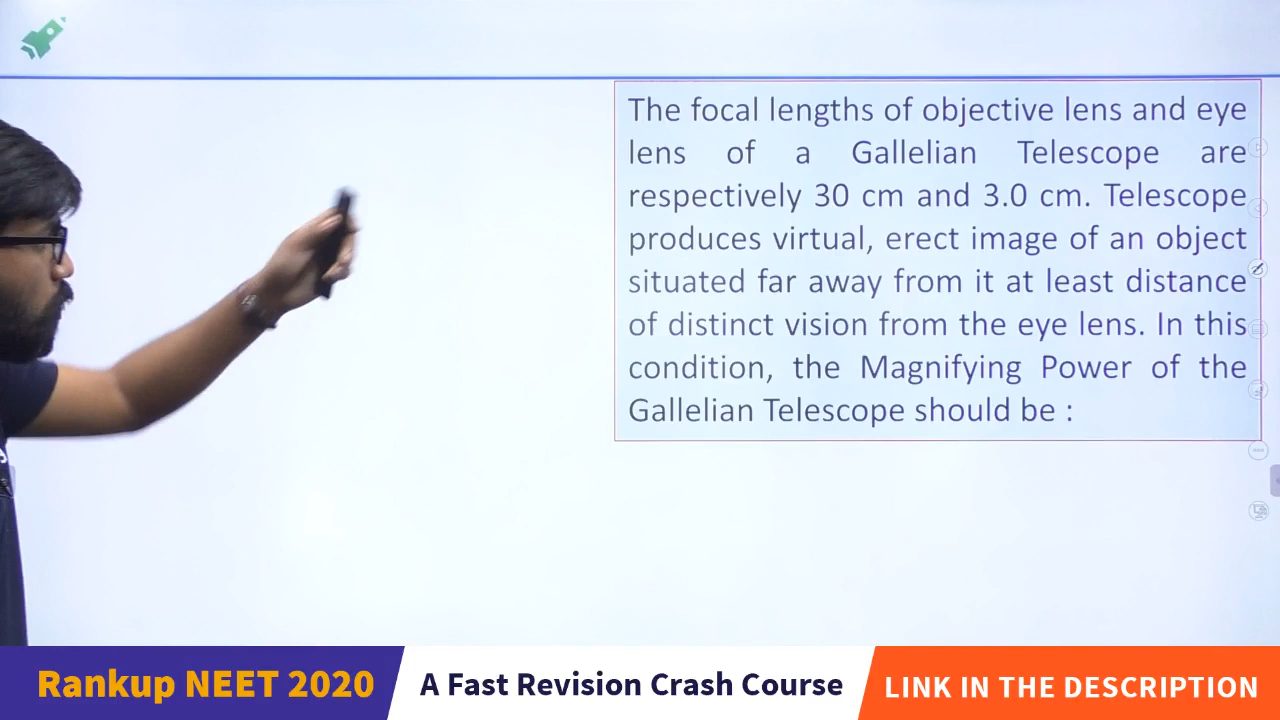 The focal lengths of objective lens and eye
lens of a Gallelian Telescope are
respectively 30 cm and 3.0 cm. Telescope
produces virtual, erect image of an object
situated far away from it at least distance
of distinct vision from the eye lens. In this
condition, the Magnifying Power of the
Gallelian Telescope should be :
Rankup NEET 2020
A Fast Revision Crash Course
LINK IN THE DESCRIPTION